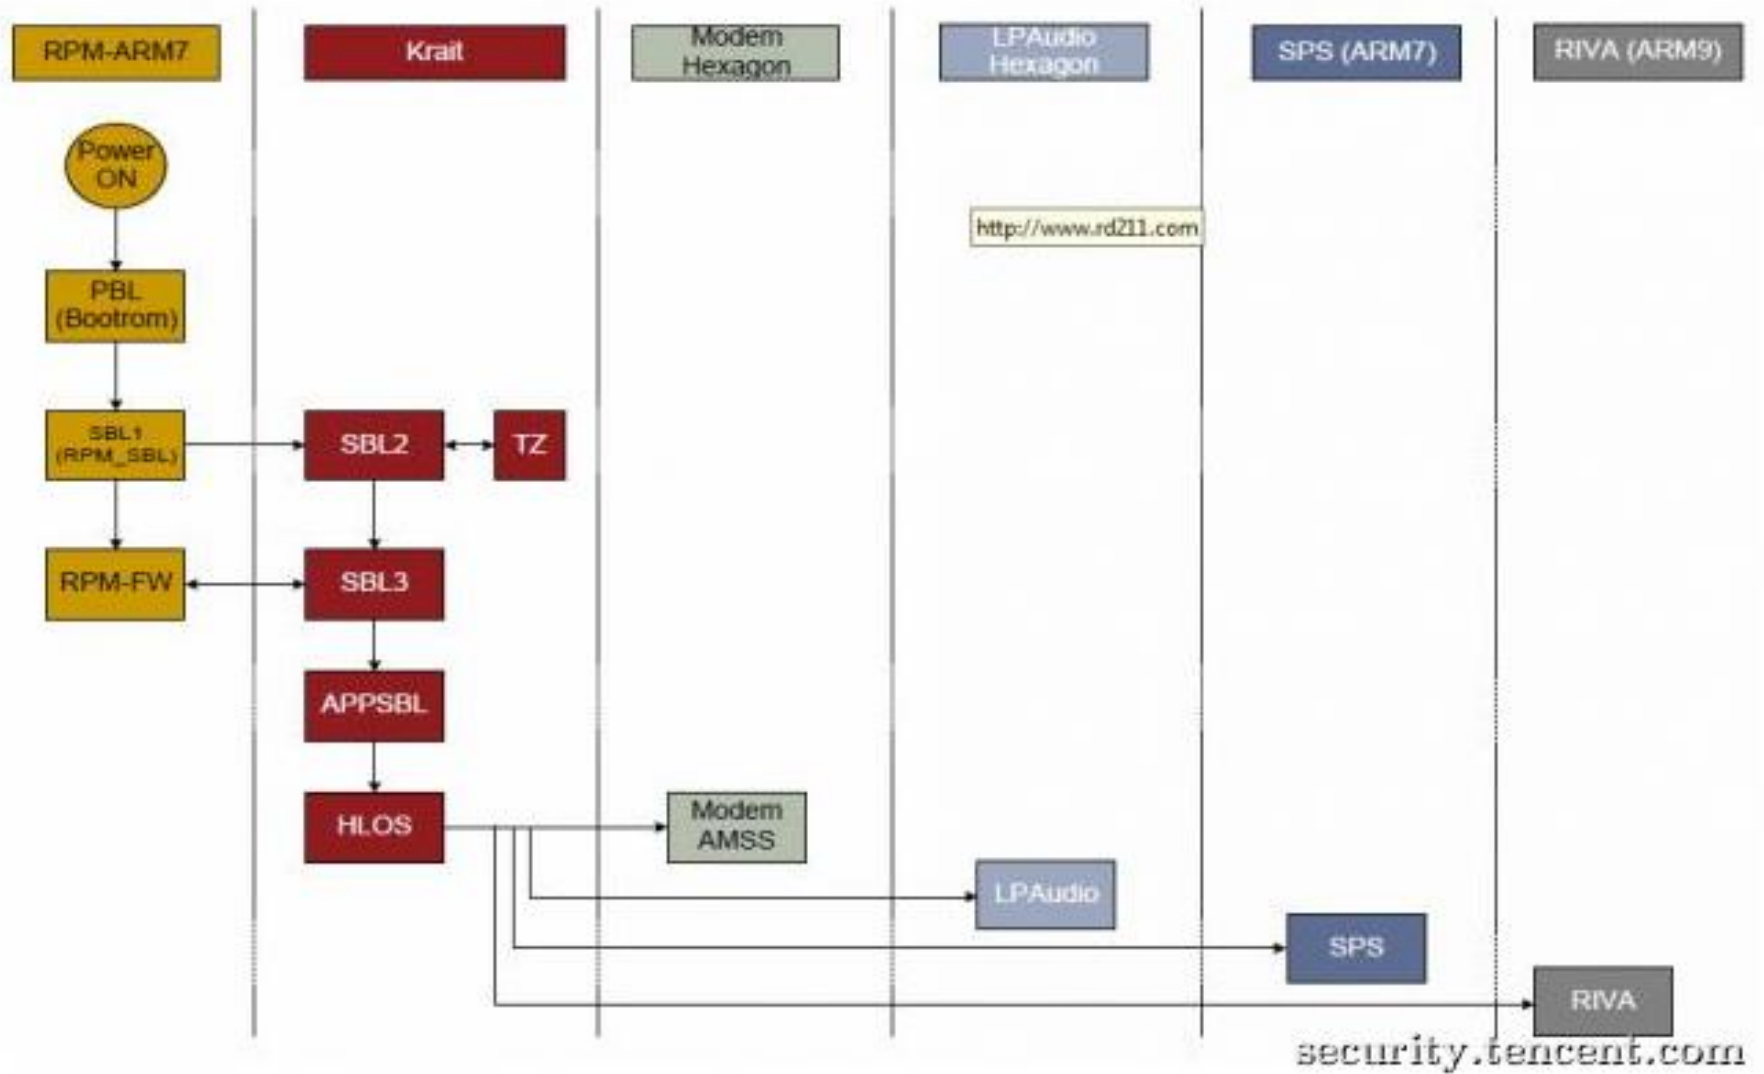 RPM-ARM7
Krait
Modem
Hexagon
LPAudio
Hexagon
SPS (ARM7)
RIVA (ARM9)
Power
ON
http://www.rd211.com
PBL
(Bootrom)
SBL1
(RPM_SBL)
SBL2
TZ
RPM-FW
SBL3
APPSBL
HLOS
Modem
AMSS
LPAudio
SPS
RIVA
security.tencent.com